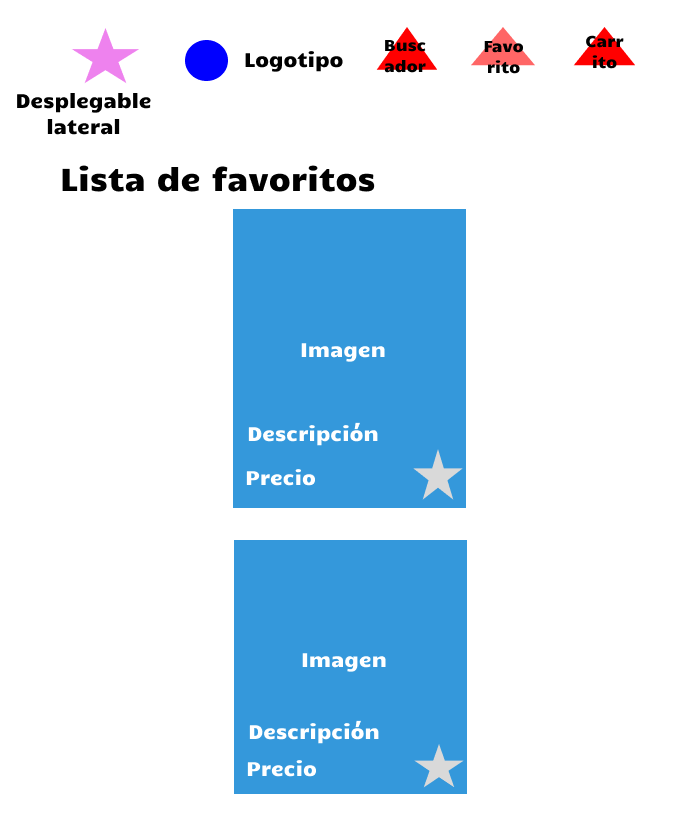 Desplegable
lateral
Logotipo
Busc
ador
Favo
rito
Carr
ito
Lista de favoritos
Imagen
Descripción
Precio
Imagen
Descripción
Precio